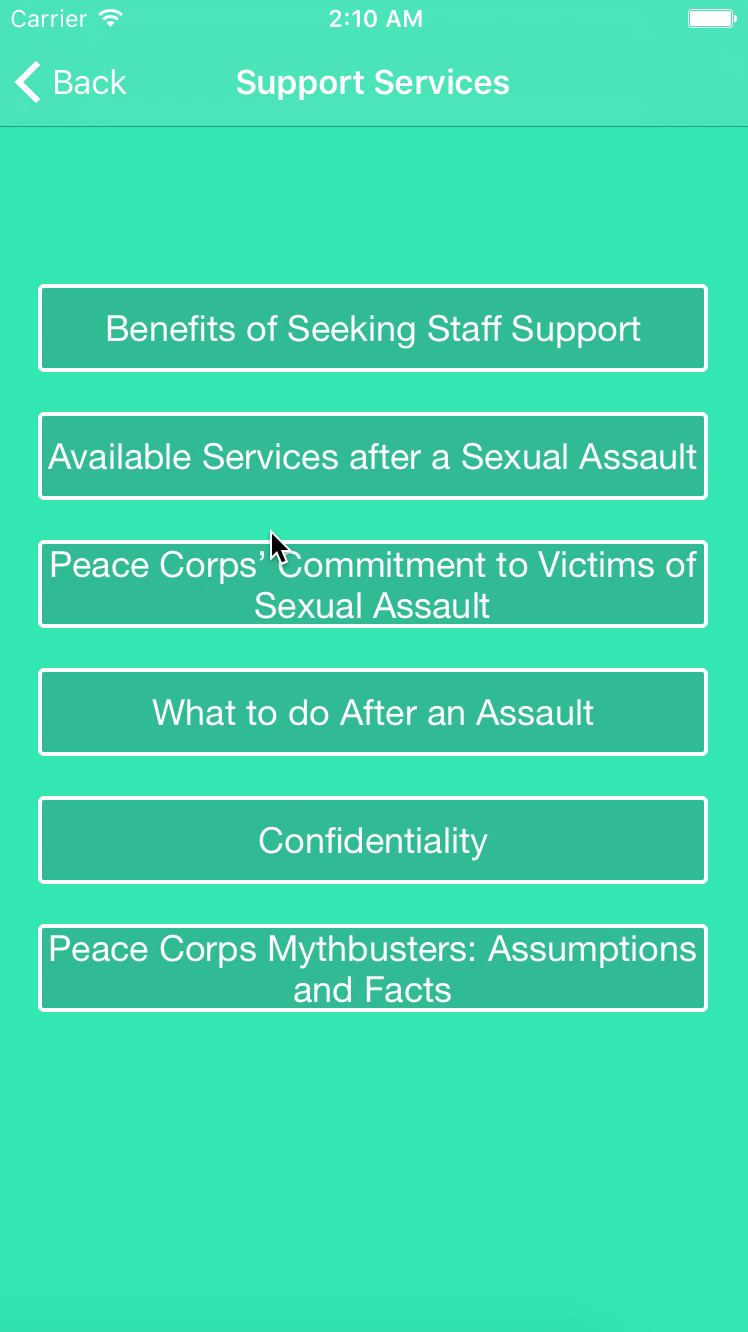 Carrier 2:10 AM
Back Support Services
Benefits of Seeking Staff Support
Available Services after a Sexual Assault
Peace Corps’ Commitment to Victims of
Sexual Assault
What to do After an Assault
Confidentiality
Peace Corps Mythbusters: Assumptions
and Facts